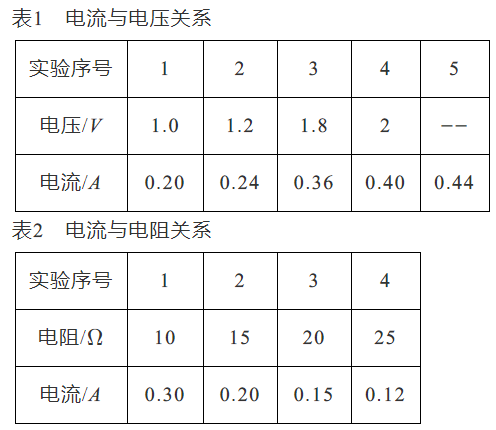 表1 电流与电压关系
实验序号 1 2 3 4 5
电压/V 1.0 1.2 1.8 2 −−
电流/A 0.20 0.24 0.36 0.40 0.44
表2 电流与电阻关系
实验序号 1 2 3 4
电阻/Ω 10 15 20 25
电流/A 0.30 0.20 0.15 0.12